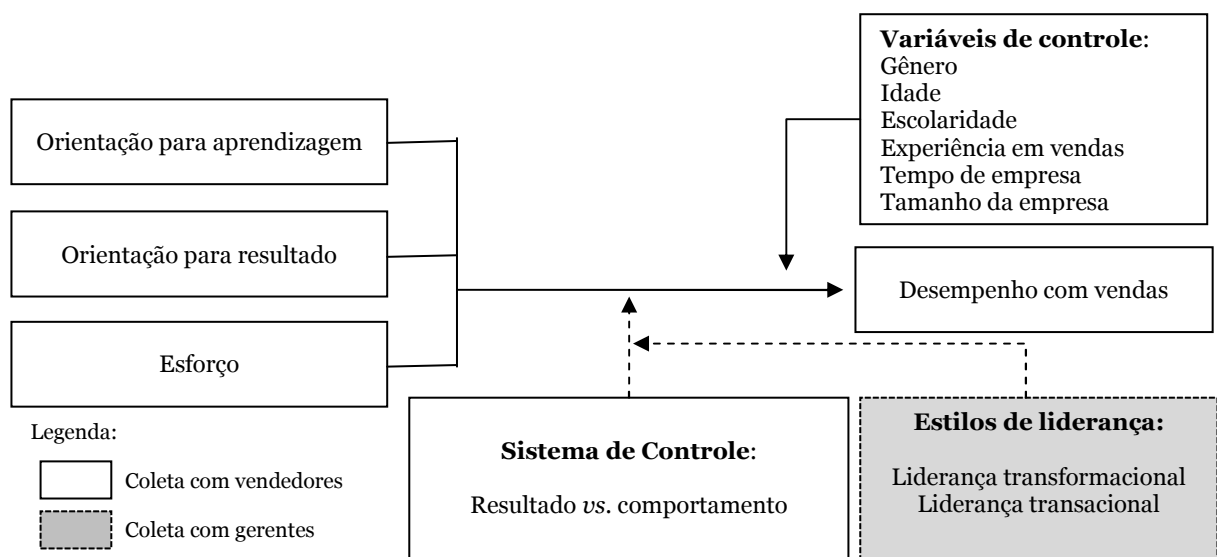 Variáveis de controle:
Gênero
Idade
Escolaridade
Experiência em vendas
Tempo de empresa
Tamanho da empresa
Orientação para aprendizagem
Orientação para resultado
Esforço
Desempenho com vendas
Legenda:
Coleta com vendedores
Coleta com gerentes
Sistema de Controle:
Resultado vs. comportamento
Estilos de liderança:
Liderança transformacional
Liderança transacional